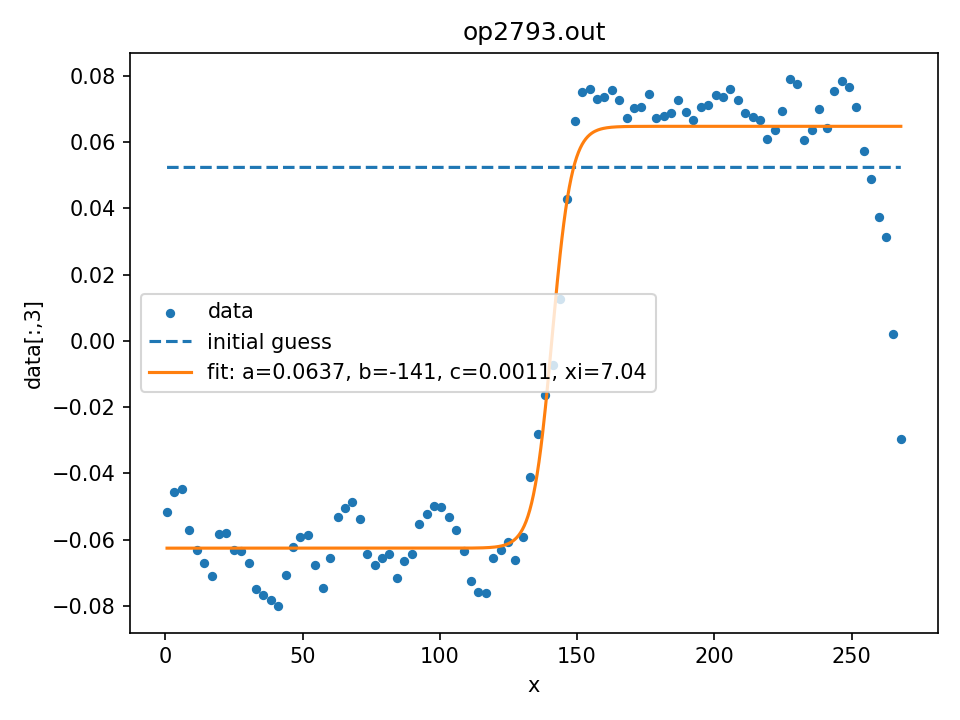 op2793.out
0.08
0.06
0.04
0.02
0.00
−0.02
−0.04
−0.06
−0.08
data[:,3]
data
initial guess
fit: a=0.0637, b=-141, c=0.0011, xi=7.04
0 50 100 150 200 250
x